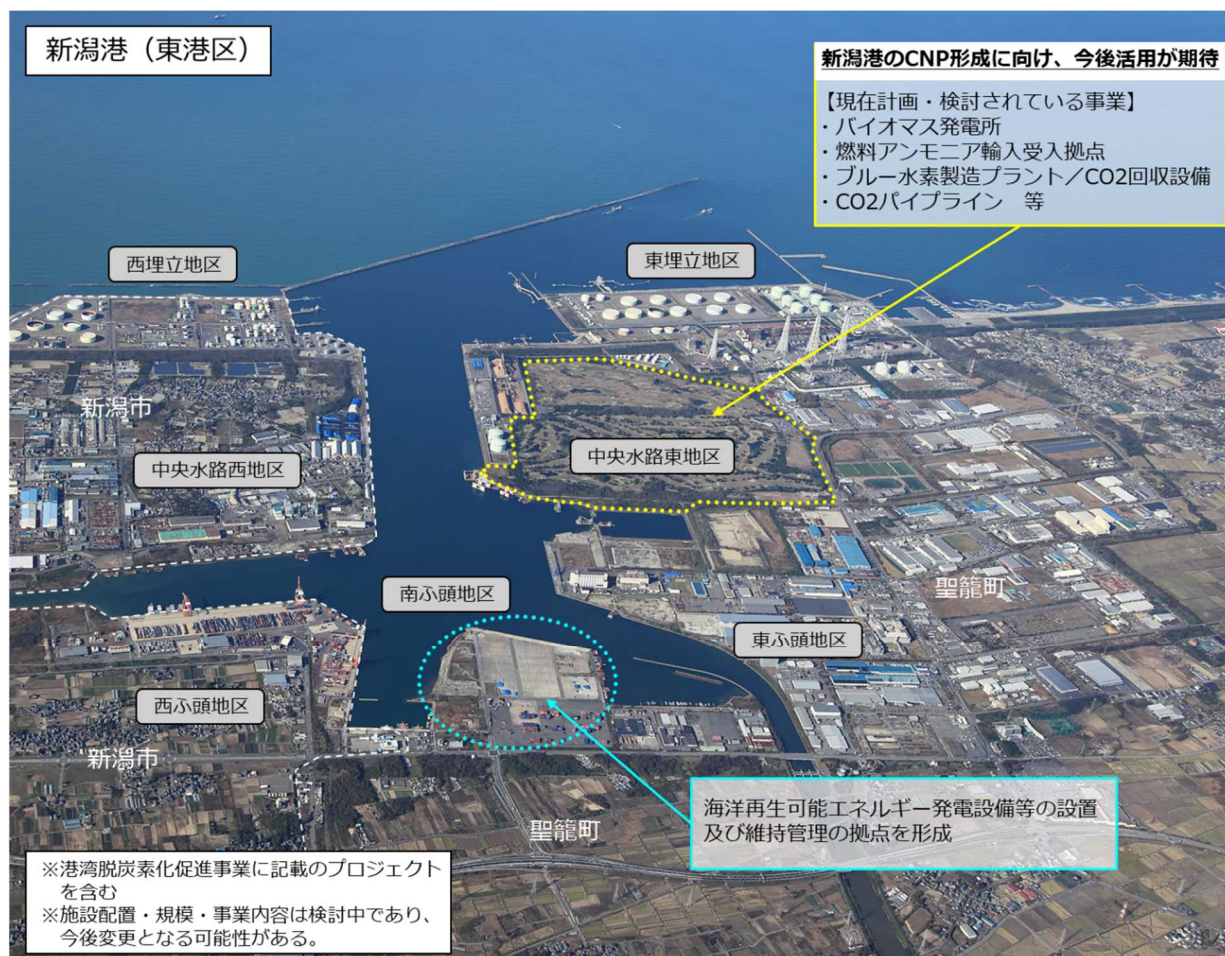 新潟港（東港区）
新潟港のCNP形成に向け、今後活用が期待
【現在計画・検討されている事業】
・バイオマス発電所
・燃料アンモニア輸入受入拠点
・ブルー水素製造プラント／CO2回収設備
・CO2パイプライン　等
西埋立地区
東埋立地区
新潟市
中央水路西地区
中央水路東地区
南ふ頭地区
聖籠町
東ふ頭地区
西ふ頭地区
新潟市
海洋再生可能エネルギー発電設備等の設置
及び維持管理の拠点を形成
聖籠町
※港湾脱炭素化促進事業に記載のプロジェクト
を含む
※施設配置・規模・事業内容は検討中であり、
今後変更となる可能性がある。